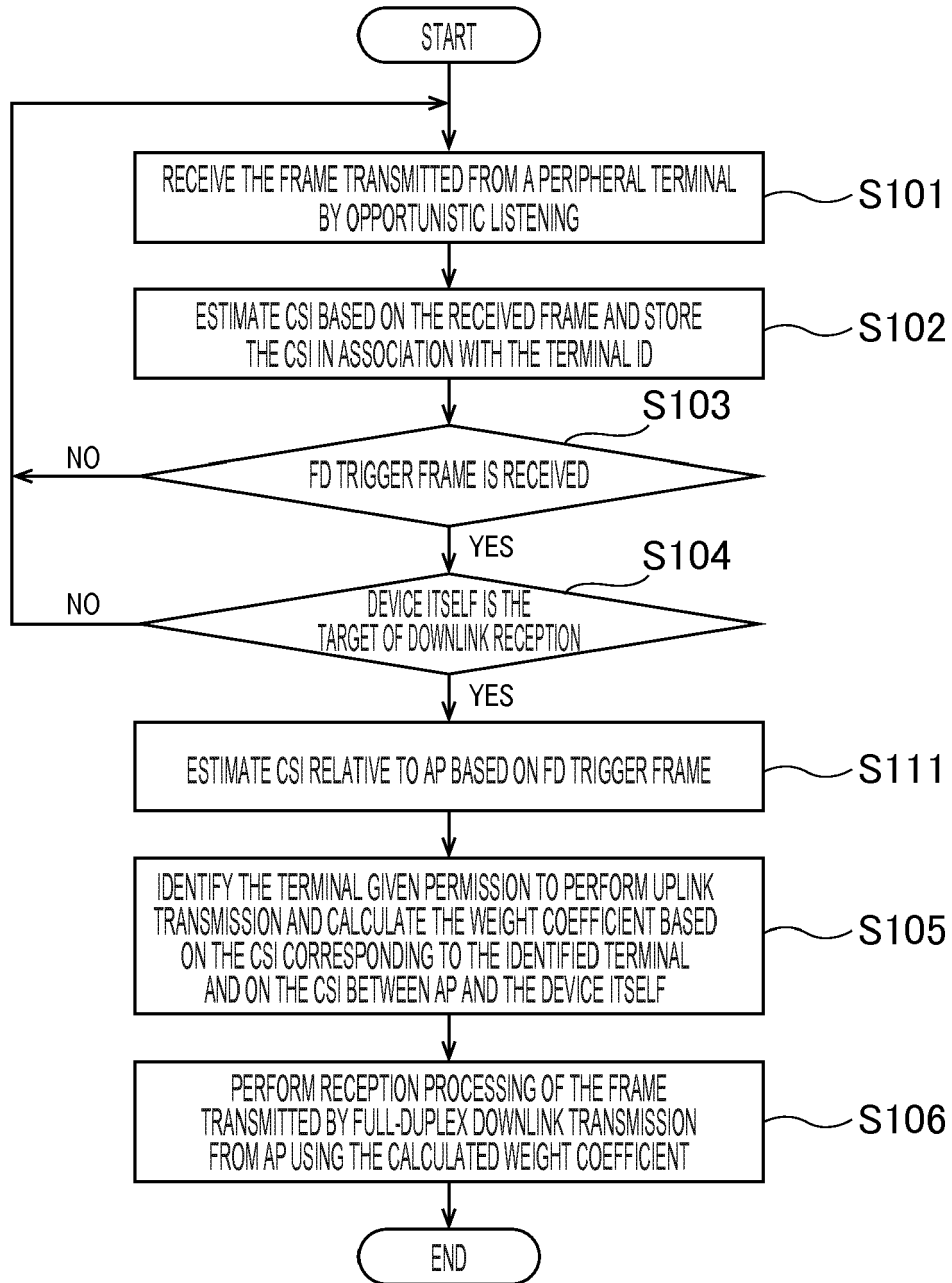 START
RECEIVE THE FRAME TRANSMITTED FROM A PERIPHERAL TERMINAL
BY OPPORTUNISTIC LISTENING
S101
ESTIMATE CSI BASED ON THE RECEIVED FRAME AND STORE
THE CSI IN ASSOCIATION WITH THE TERMINAL ID
S102
S103
NO
FD TRIGGER FRAME IS RECEIVED
YES
S104
NO
DEVICE ITSELF IS THE
TARGET OF DOWNLINK RECEPTION
YES
ESTIMATE CSI RELATIVE TO AP BASED ON FD TRIGGER FRAME
S111
IDENTIFY THE TERMINAL GIVEN PERMISSION TO PERFORM UPLINK
TRANSMISSION AND CALCULATE THE WEIGHT COEFFICIENT BASED
ON THE CSI CORRESPONDING TO THE IDENTIFIED TERMINAL
AND ON THE CSI BETWEEN AP AND THE DEVICE ITSELF
S105
PERFORM RECEPTION PROCESSING OF THE FRAME
TRANSMITTED BY FULL-DUPLEX DOWNLINK TRANSMISSION
FROM AP USING THE CALCULATED WEIGHT COEFFICIENT
S106
END